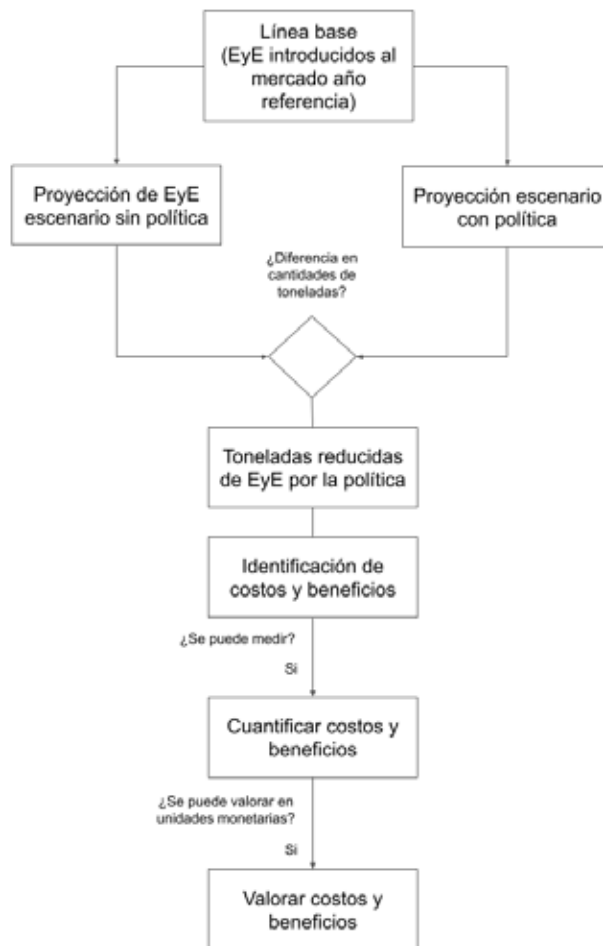 Línea base
(EyE introducidos al
mercado año
referencia)
Proyección de EyE
escenario sin política
Proyección escenario
con política
¿Diferencia en
cantidades de
toneladas?
Toneladas reducidas
de EyE por la política
Identificación de
costos y beneficios
¿Se puede medir?
Si
Cuantificar costos y
beneficios
¿Se puede valorar en
unidades monetarias?
Si
Valorar costos y
beneficios